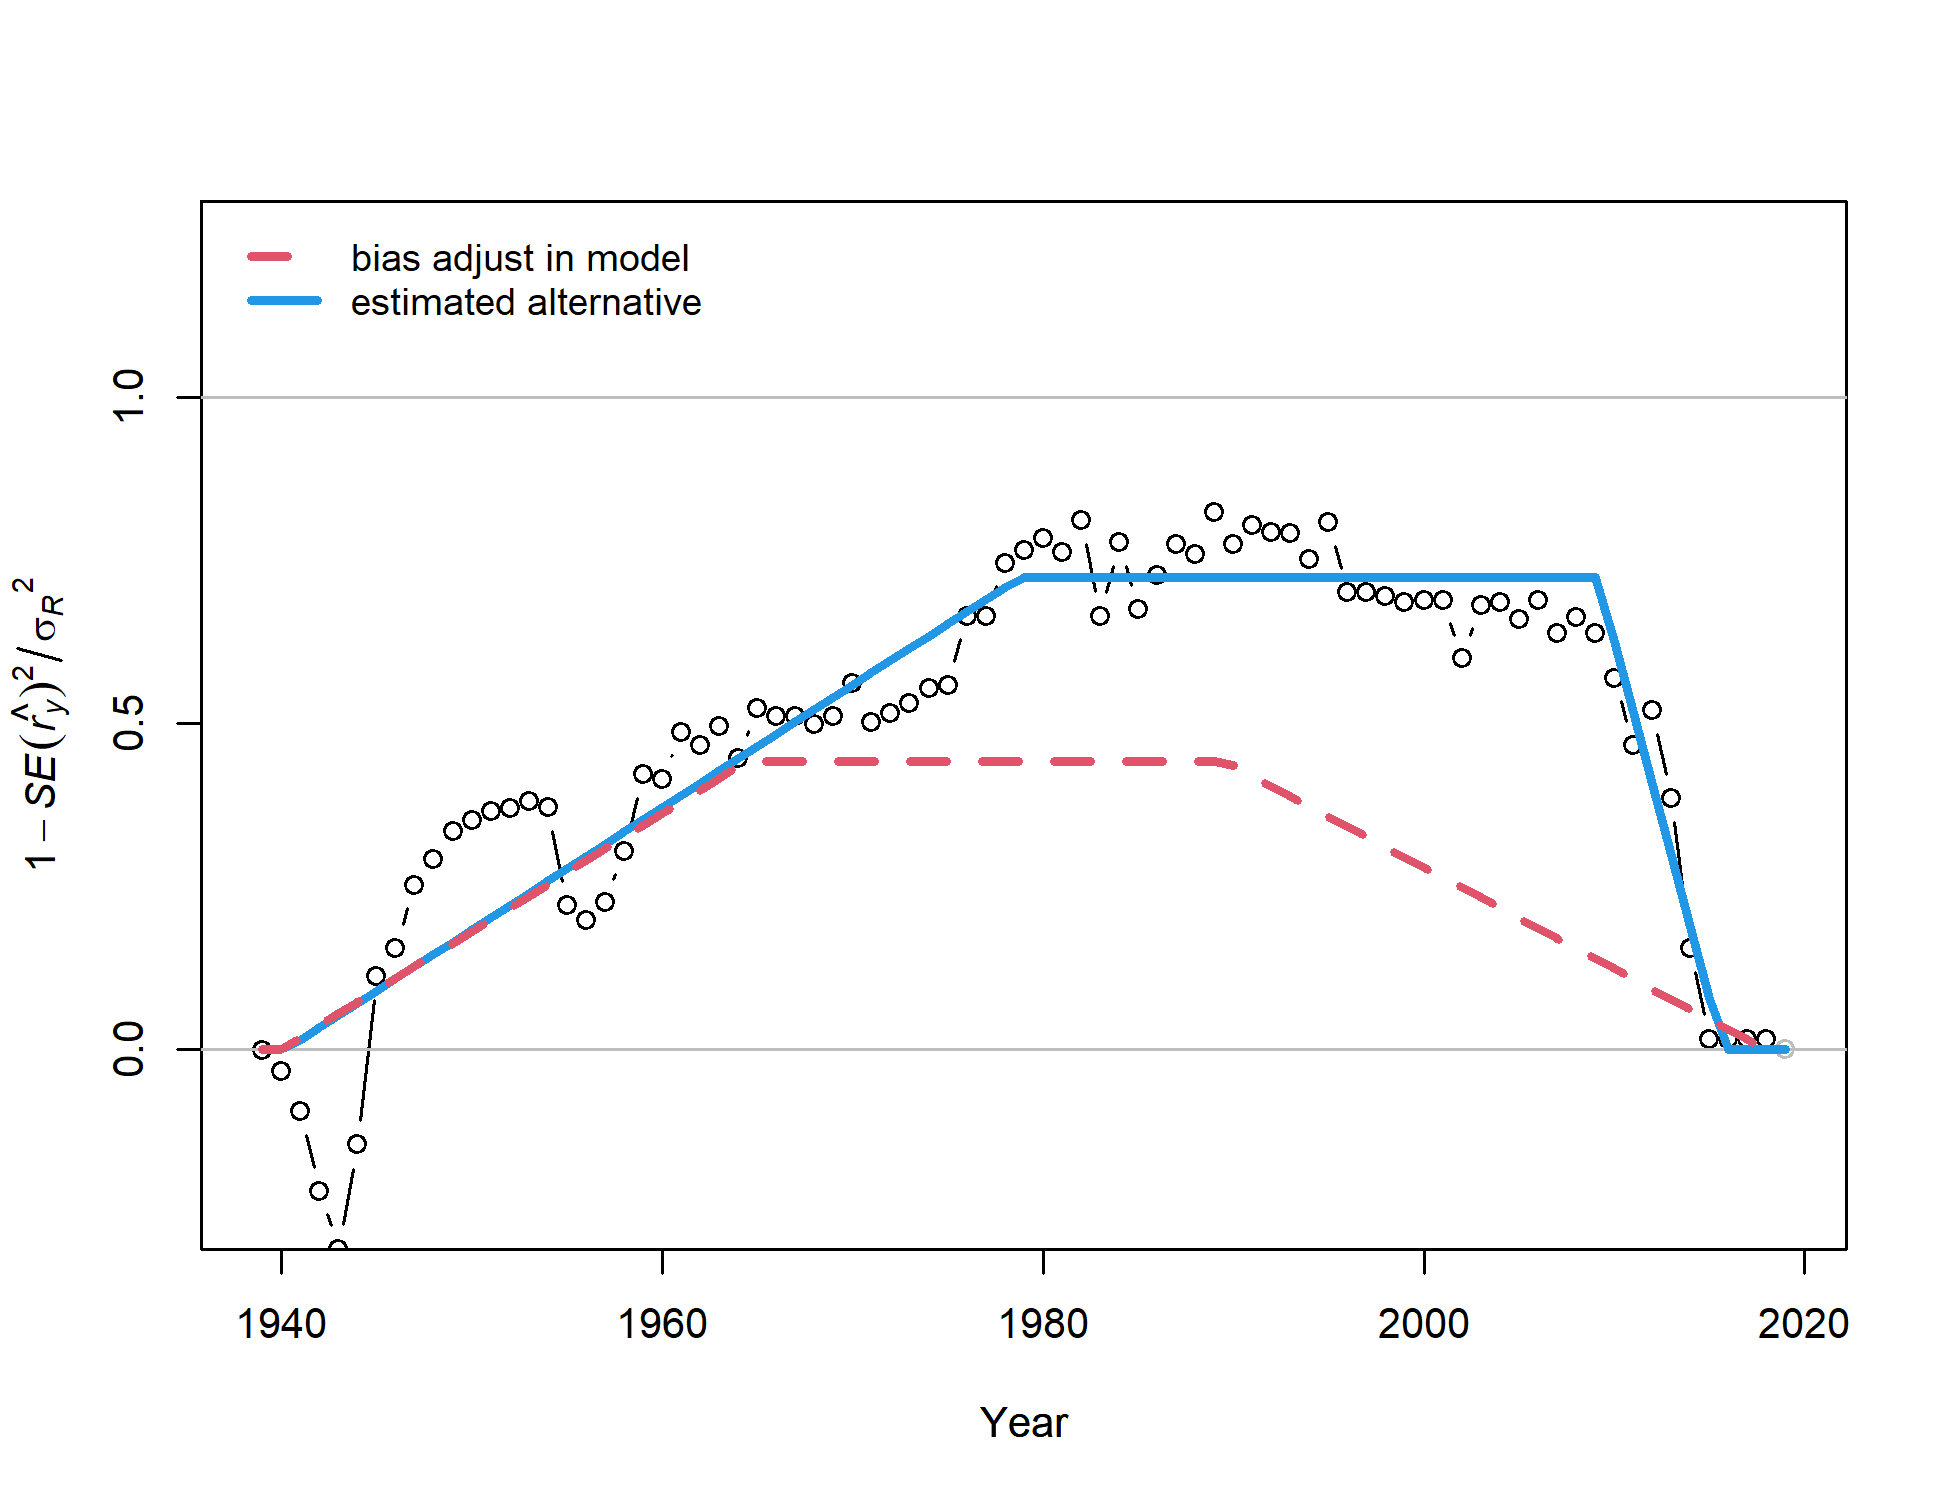 bias adjust in model
estimated alternative
1 − SE(r̂y)² / σR²
1.0
0.5
0.0
1940 1960 1980 2000 2020
Year